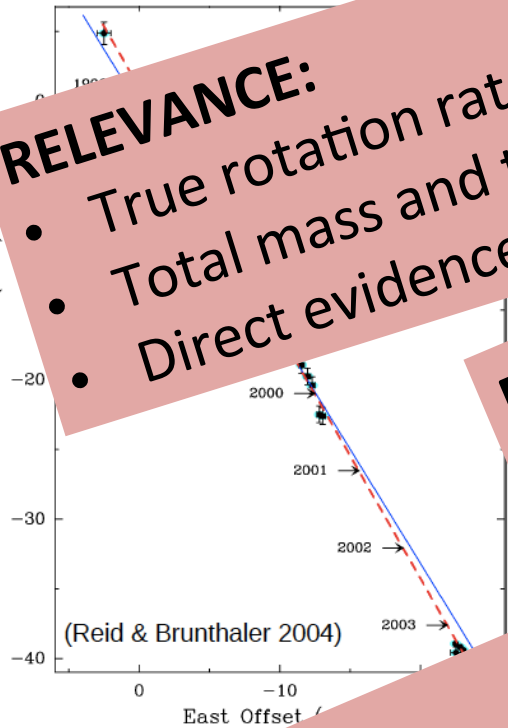 RELEVANCE:
• True rotation rat
• Total mass and
• Direct evidence
−20
2000
2001
−30
2002
2003
(Reid & Brunthaler 2004)
−40
0
−10
East Offset